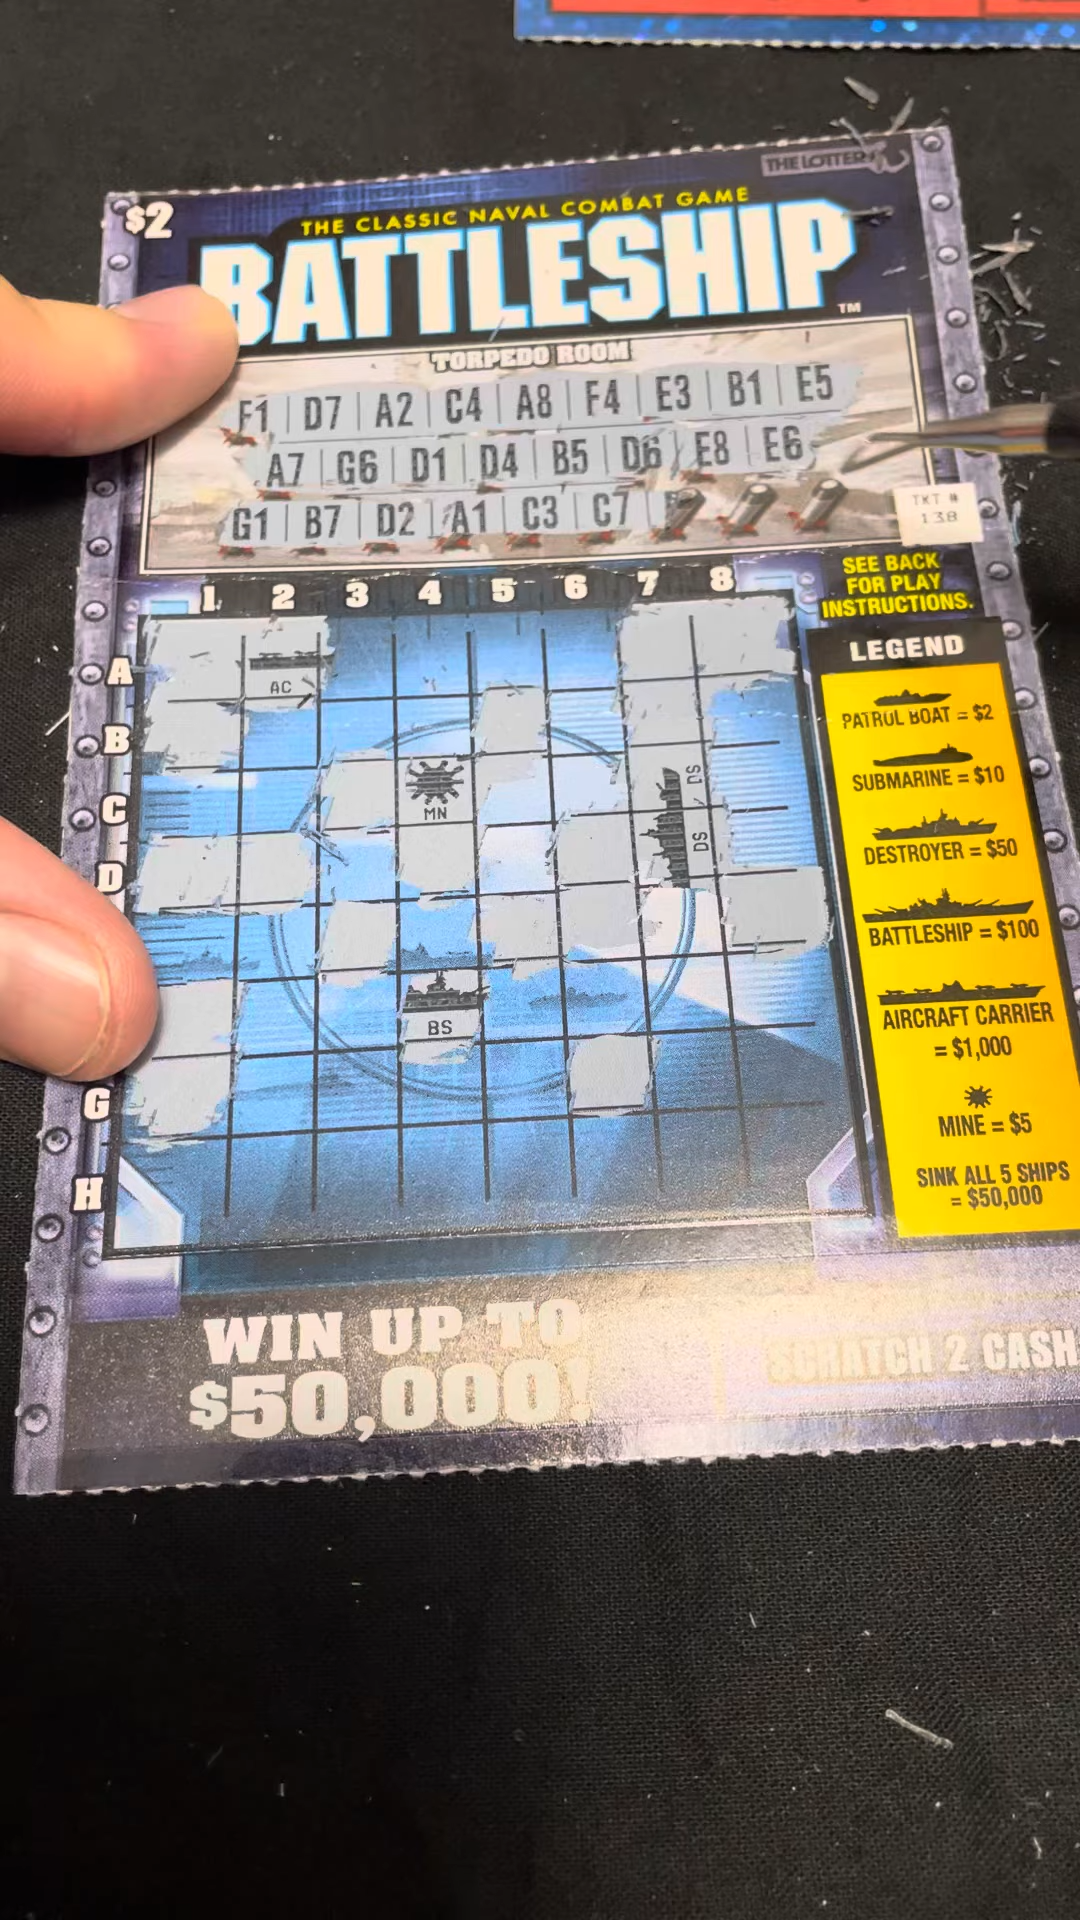 THE LOTTER
$2
THE CLASSIC NAVAL COMBAT GAME
BATTLESHIP™
TORPEDO ROOM
F1 D7 A2 C4 A8 F4 E3 B1 E5
A7 G6 D1 D4 B5 D6 E8 E6
G1 B7 D2 A1 C3 C7
TKT #
138
SEE BACK
FOR PLAY
INSTRUCTIONS.
1 2 3 4 5 6 7 8
A
B
C
D
G
H
AC
MN
DS
DS
BS
LEGEND
PATROL BOAT = $2
SUBMARINE = $10
DESTROYER = $50
BATTLESHIP = $100
AIRCRAFT CARRIER
= $1,000
MINE = $5
SINK ALL 5 SHIPS
= $50,000
WIN UP TO
$50,000!
SCRATCH 2 CASH